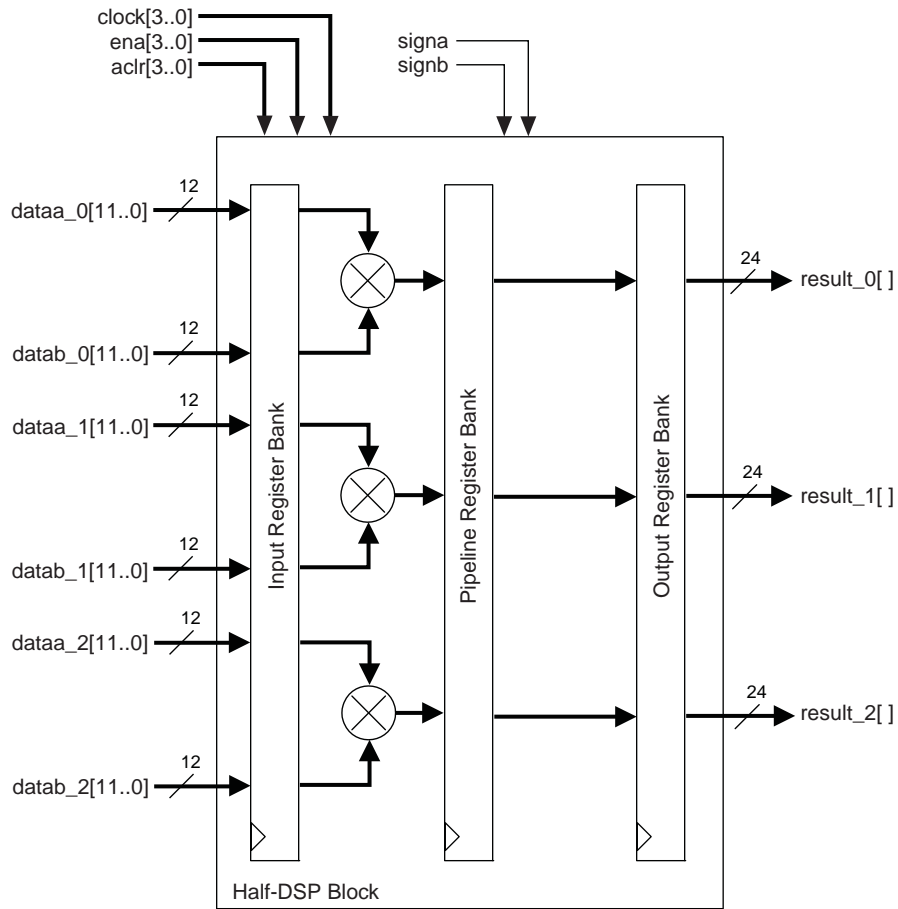 clock[3..0]
ena[3..0]
aclr[3..0]
signa
signb
12
dataa_0[11..0]
12
datab_0[11..0]
12
dataa_1[11..0]
12
datab_1[11..0]
12
dataa_2[11..0]
12
datab_2[11..0]
Input Register Bank
Pipeline Register Bank
Output Register Bank
24
result_0[ ]
24
result_1[ ]
24
result_2[ ]
Half-DSP Block